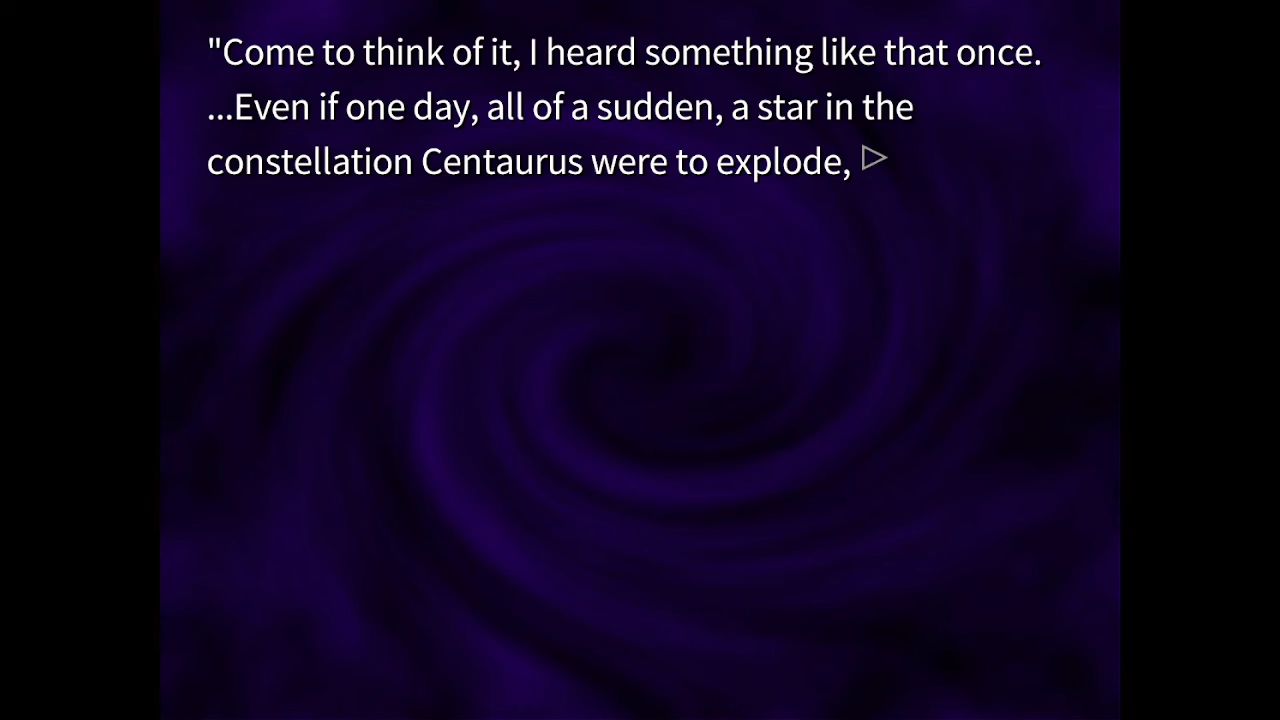 "Come to think of it, I heard something like that once.
...Even if one day, all of a sudden, a star in the
constellation Centaurus were to explode,